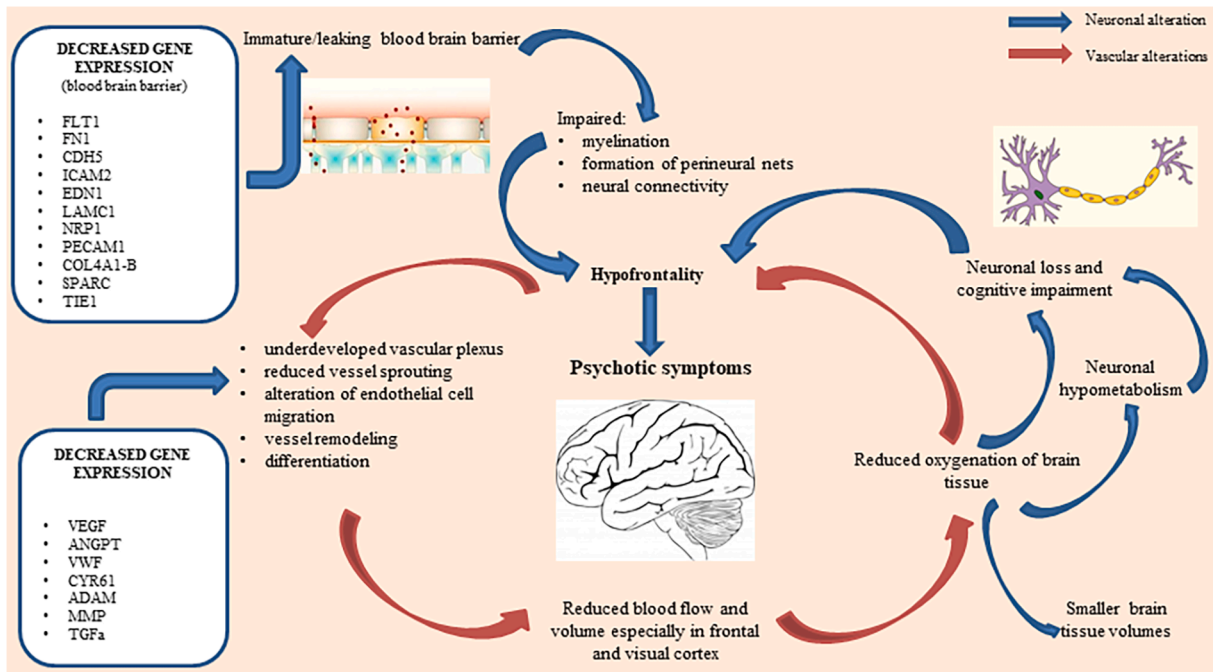 Neuronal alteration
Vascular alterations
DECREASED GENE
EXPRESSION
(blood brain barrier)
• FLT1
• FN1
• CDH5
• ICAM2
• EDN1
• LAMC1
• NRP1
• PECAM1
• COL4A1-B
• SPARC
• TIE1
Immature/leaking blood brain barrier
Impaired:
• myelination
• formation of perineural nets
• neural connectivity
Hypofrontality
Neuronal loss and
cognitive impairment
• underdeveloped vascular plexus
• reduced vessel sprouting
• alteration of endothelial cell
migration
• vessel remodeling
• differentiation
Psychotic symptoms
Neuronal
hypometabolism
DECREASED GENE
EXPRESSION
• VEGF
• ANGPT
• VWF
• CYR61
• ADAM
• MMP
• TGFa
Reduced oxygenation of brain
tissue
Reduced blood flow and
volume especially in frontal
and visual cortex
Smaller brain
tissue volumes